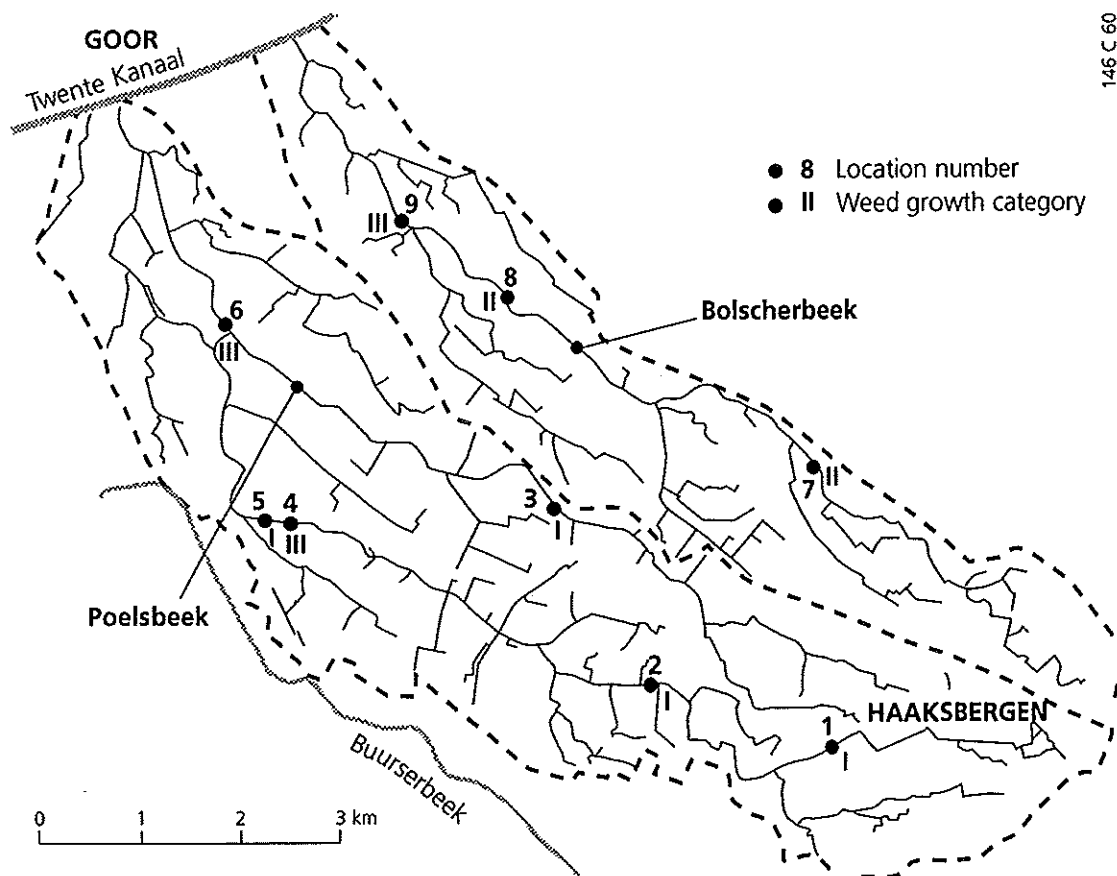 GOOR
Twente Kanaal
146 C 60
8 Location number
II Weed growth category
9
III
8
II
Bolscherbeek
6
III
7
II
3
I
5
I
4
III
Poelsbeek
2
I
1
I
HAAKSBERGEN
Buurserbeek
0 1 2 3 km